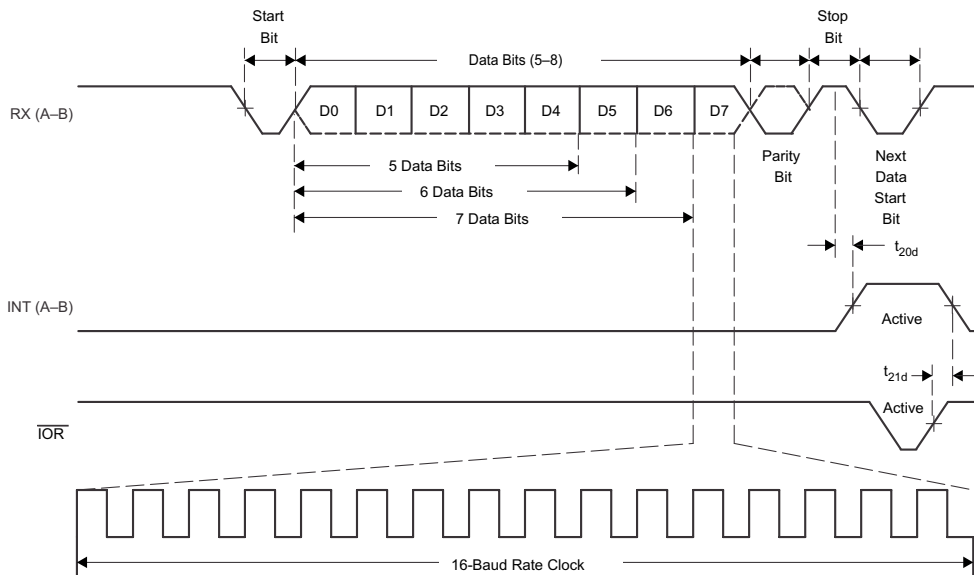 Start
Bit
Stop
Bit
Data Bits (5–8)
RX (A–B)
D0 D1 D2 D3 D4 D5 D6 D7
5 Data Bits
6 Data Bits
7 Data Bits
Parity
Bit
Next
Data
Start
Bit
t20d
INT (A–B)
Active
t21d
Active
IOR
16-Baud Rate Clock